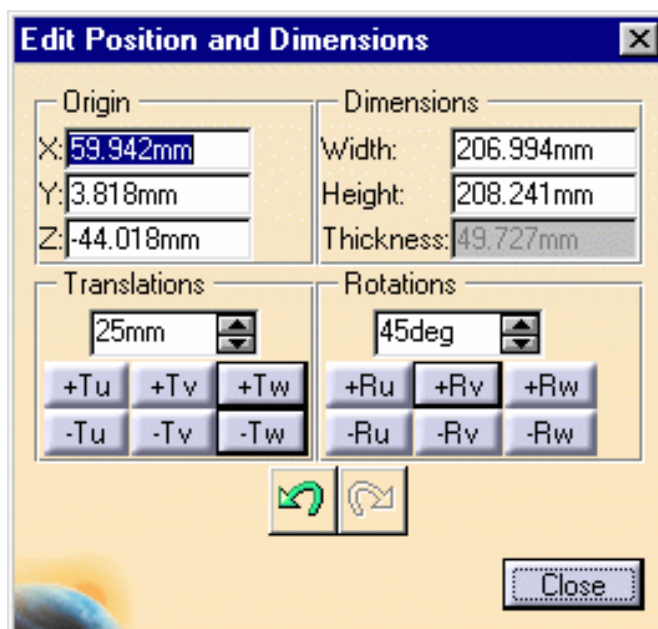 Edit Position and Dimensions
Origin
X: 59.942mm
Y: 3.818mm
Z: -44.018mm
Dimensions
Width: 206.994mm
Height: 208.241mm
Thickness: 49.727mm
Translations
25mm
+Tu +Tv +Tw
-Tu -Tv -Tw
Rotations
45deg
+Ru +Rv +Rw
-Ru -Rv -Rw
Close